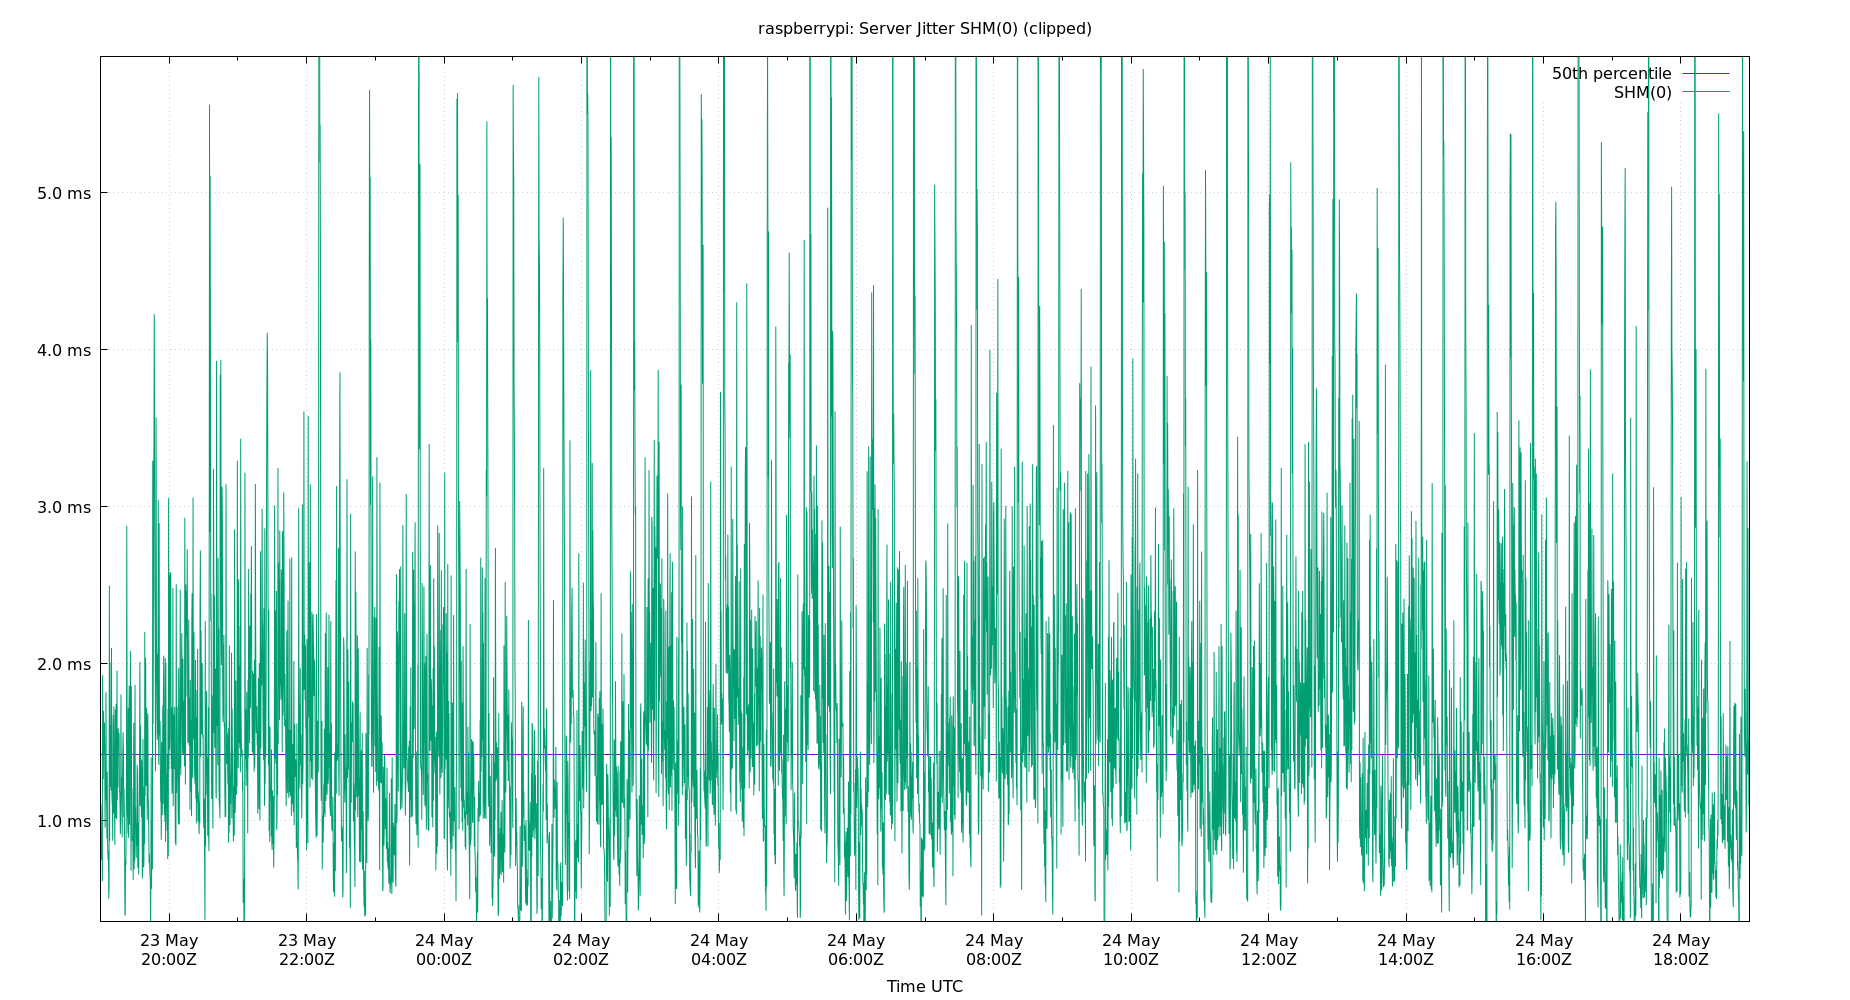 raspberrypi: Server Jitter SHM(0) (clipped)
50th percentile
SHM(0)
5.0 ms
4.0 ms
3.0 ms
2.0 ms
1.0 ms
23 May 23 May 24 May 24 May 24 May 24 May 24 May 24 May 24 May 24 May 24 May 24 May
20:00Z 22:00Z 00:00Z 02:00Z 04:00Z 06:00Z 08:00Z 10:00Z 12:00Z 14:00Z 16:00Z 18:00Z
Time UTC